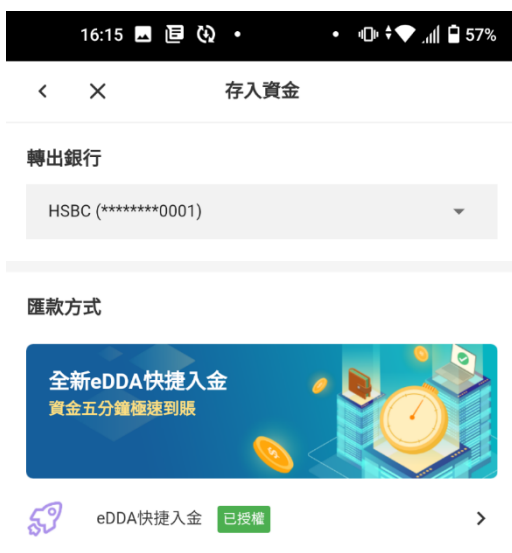 16:15 57%
存入資金
轉出銀行
HSBC (********0001)
匯款方式
全新eDDA快捷入金
資金五分鐘極速到賬
eDDA快捷入金 已授權